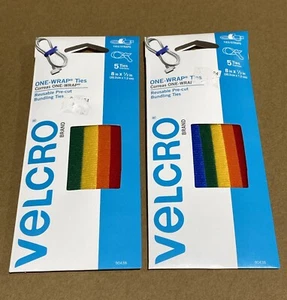 ONE-WRAP® Ties
Correas ONE-WRAP®
Reusable Pre-cut
Bundling Ties
5 Ties
8 IN X 1/2 IN
VELCRO®
BRAND
90438
ONE-WRAP® Ties
Correas ONE-WRAP®
Reusable Pre-cut
Bundling Ties
5 Ties
8 IN X 1/2 IN
VELCRO®
BRAND
90438